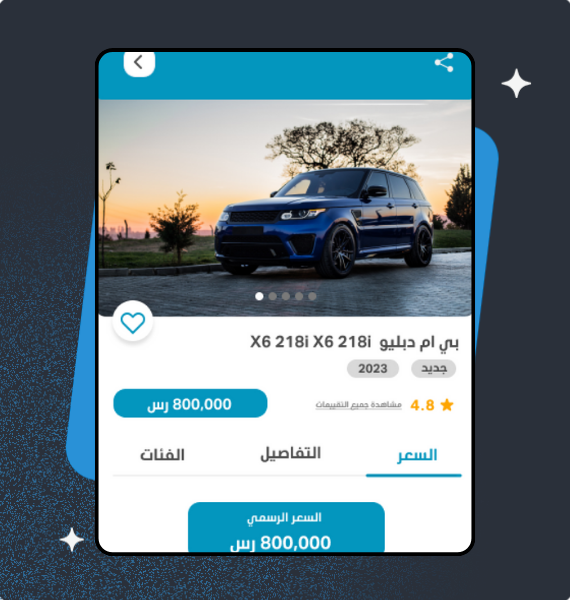 بي ام دبليو X6 218i X6 218i
جديد 2023
4.8 مشاهدة جميع التقييمات
800,000 رس
السعر التفاصيل الفئات
السعر الرسمي
800,000 رس